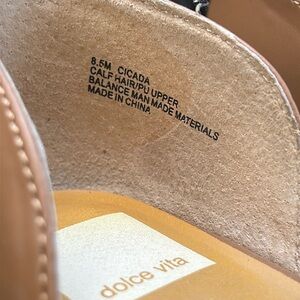 8.5M CICADA
CALF HAIR/PU UPPER
BALANCE MAN MADE MATERIALS
MADE IN CHINA
dolce vita